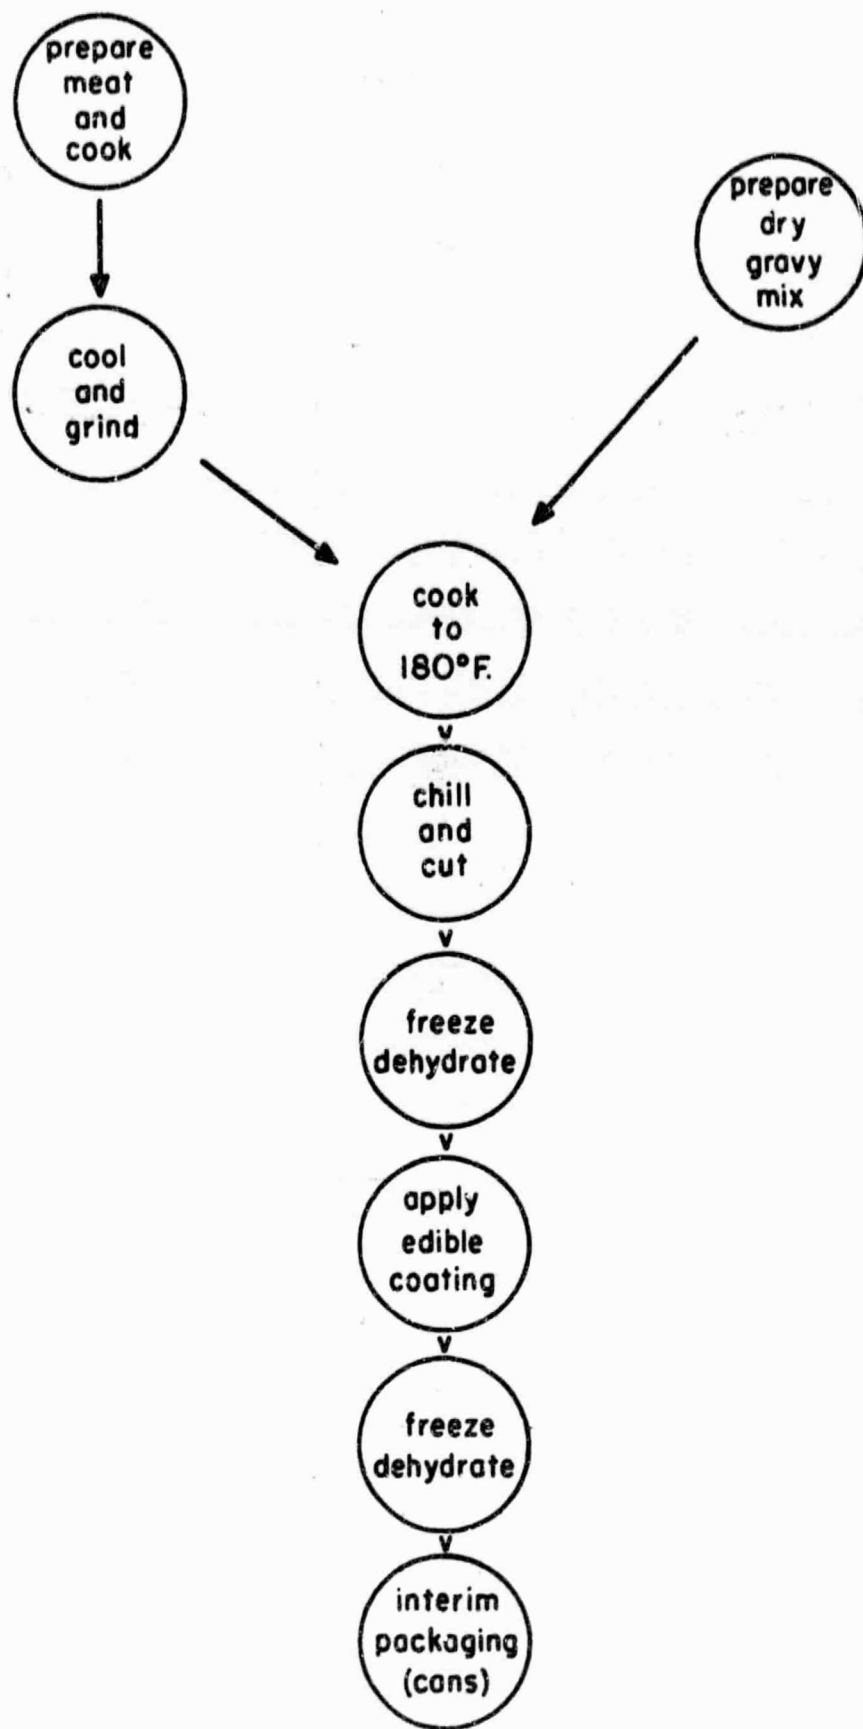 prepare
meat
and
cook
prepare
dry
gravy
mix
cool
and
grind
cook
to
180°F.
chill
and
cut
freeze
dehydrate
apply
edible
coating
freeze
dehydrate
interim
packaging
(cans)